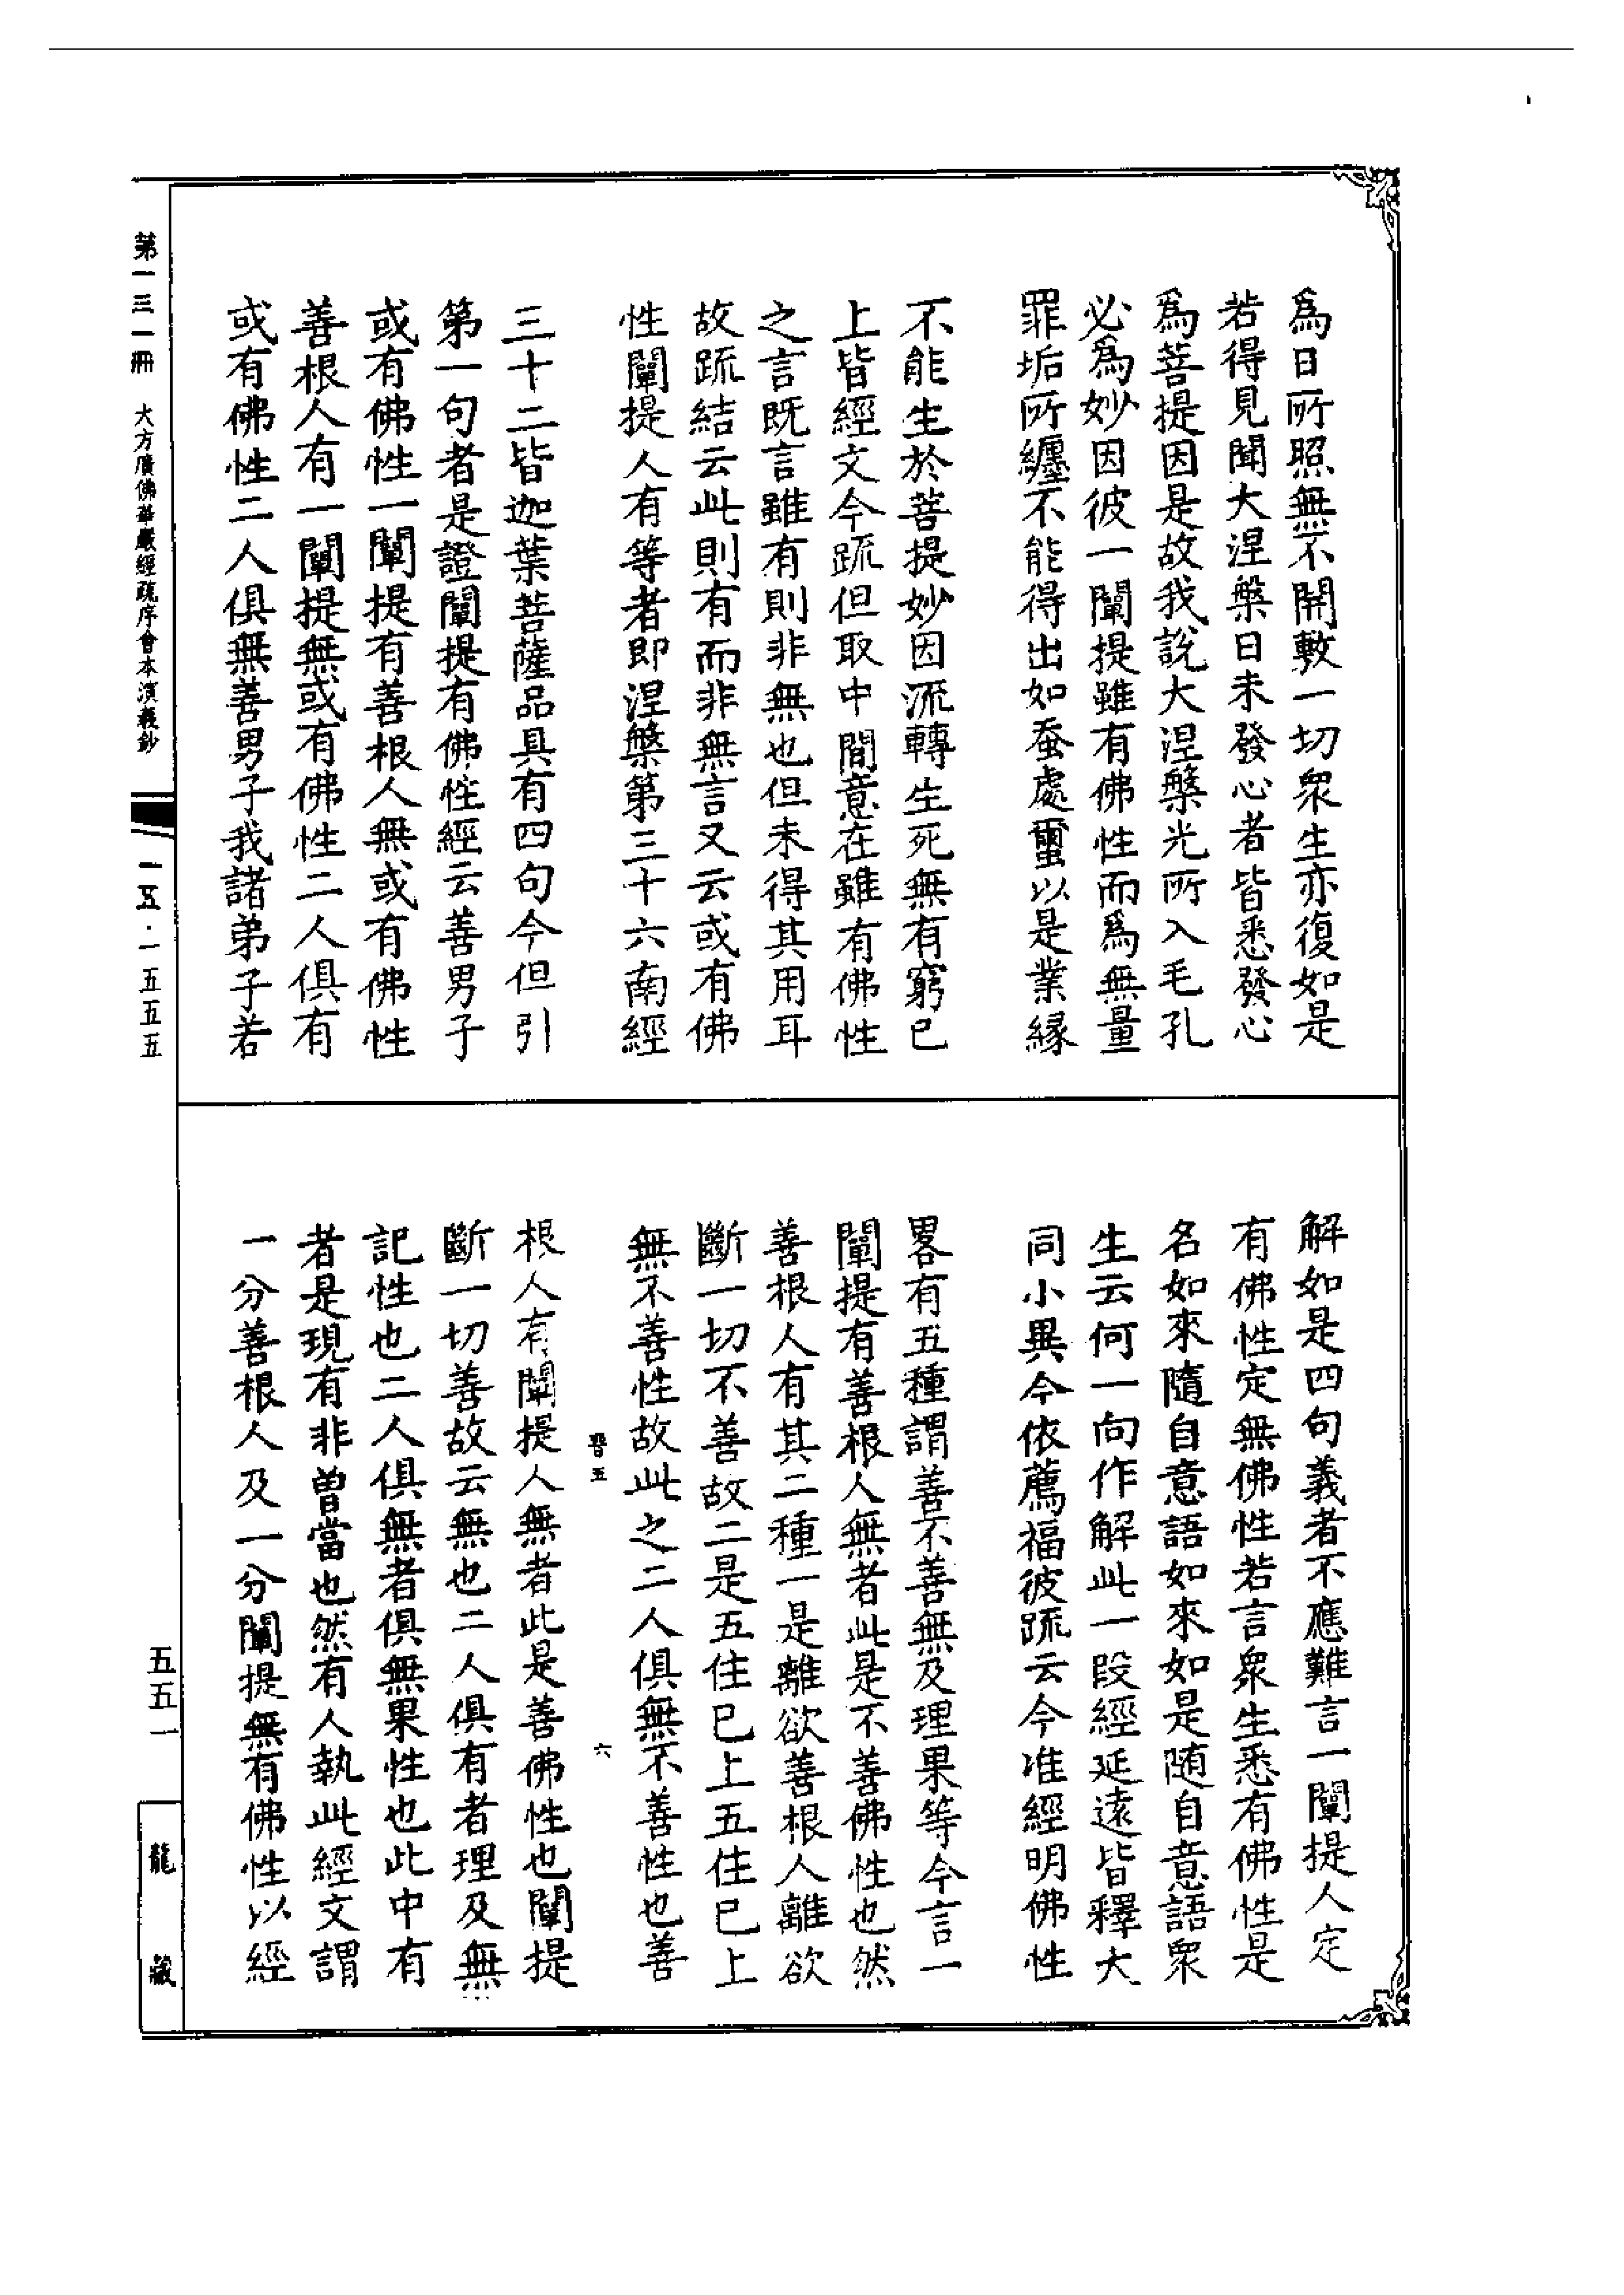 為日所照無不開敷一切衆生亦復如是
若得見聞大涅槃日未發心者皆悉發心
為菩提因是故我說大涅槃光所入毛孔
必為妙因彼一闡提雖有佛性而為無量
罪垢所纏不能得出如蚕處蠒以是業緣
不能生於菩提妙因流轉生死無有窮已
上皆經文今䟽但取中間意在雖有佛性
之言既言雖有則非無也但未得其用耳
故䟽結云此則有而非無言又云或有佛
性闡提人有等者即涅槃第三十六南經
三十二皆迦葉菩薩品具有四句今但引
第一句者是證闡提有佛性經云善男子
或有佛性一闡提有善根人無或有佛性
善根人有一闡提無或有佛性二人俱有
或有佛性二人俱無善男子我諸弟子若
解如是四句義者不應難言一闡提人定
有佛性定無佛性若言衆生悉有佛性是
名如來隨自意語如來如是随自意語衆
生云何一向作解此一段經延遠皆釋大
同小異今依薦福彼䟽云今准經明佛性
畧有五種謂善不善無及理果等今言一
闡提有善根人無者此是不善佛性也然
善根人有其二種一是離欲善根人離欲
斷一切不善故二是五住已上五住已上
無不善性故此之二人俱無不善性也善
根人有闡提人無者此是善佛性也闡提
斷一切善故云無也二人俱有者理及無
記性也二人俱無者俱無果性也此中有
者是現有非曾當也然有人執此經文謂
一分善根人及一分闡提無有佛性以經
六
第一三一冊 大方廣佛華嚴經疏序會本演義鈔
一五·一五五五
五五一
龍藏